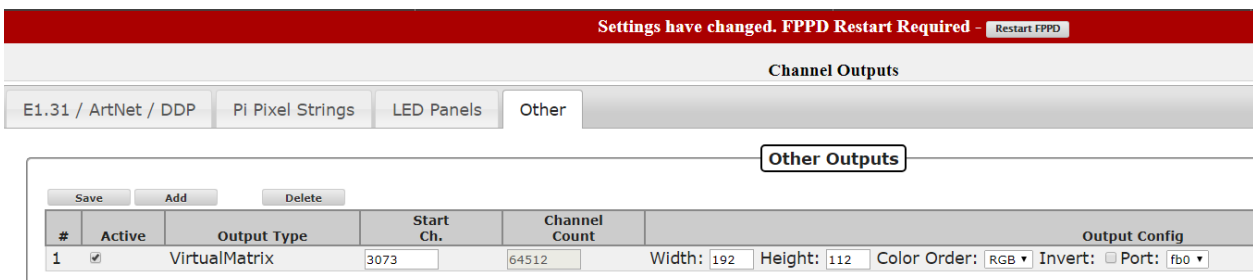 Settings have changed. FPPD Restart Required - Restart FPPD
Channel Outputs
E1.31 / ArtNet / DDP Pi Pixel Strings LED Panels Other
Other Outputs
Save Add Delete
# Active Output Type Start Ch. Channel Count Output Config
1 VirtualMatrix 3073 64512 Width: 192 Height: 112 Color Order: RGB Invert: Port: fb0